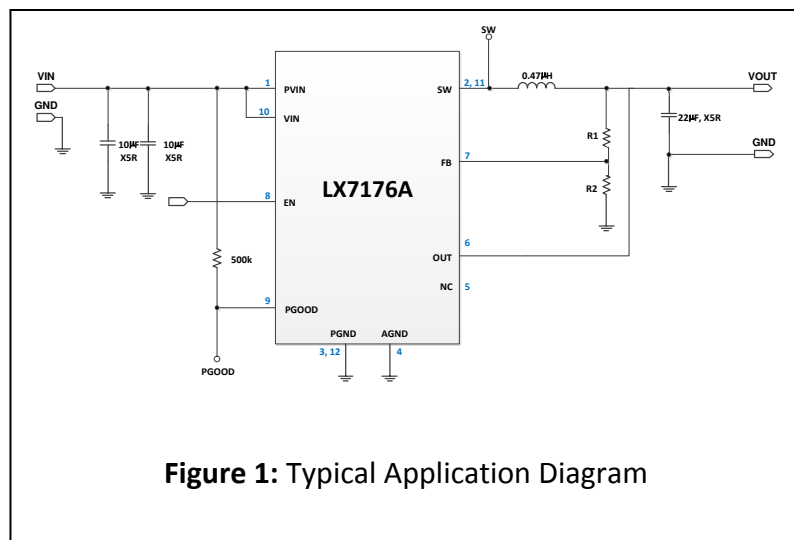 SW
VIN
GND
10µF
X5R
10µF
X5R
1
PVIN
10
VIN
8
EN
500k
9
PGOOD
PGOOD
LX7176A
PGND
3, 12
AGND
4
SW
2, 11
0.47µH
FB
7
OUT
6
NC
5
R1
R2
22µF, X5R
VOUT
GND
Figure 1: Typical Application Diagram